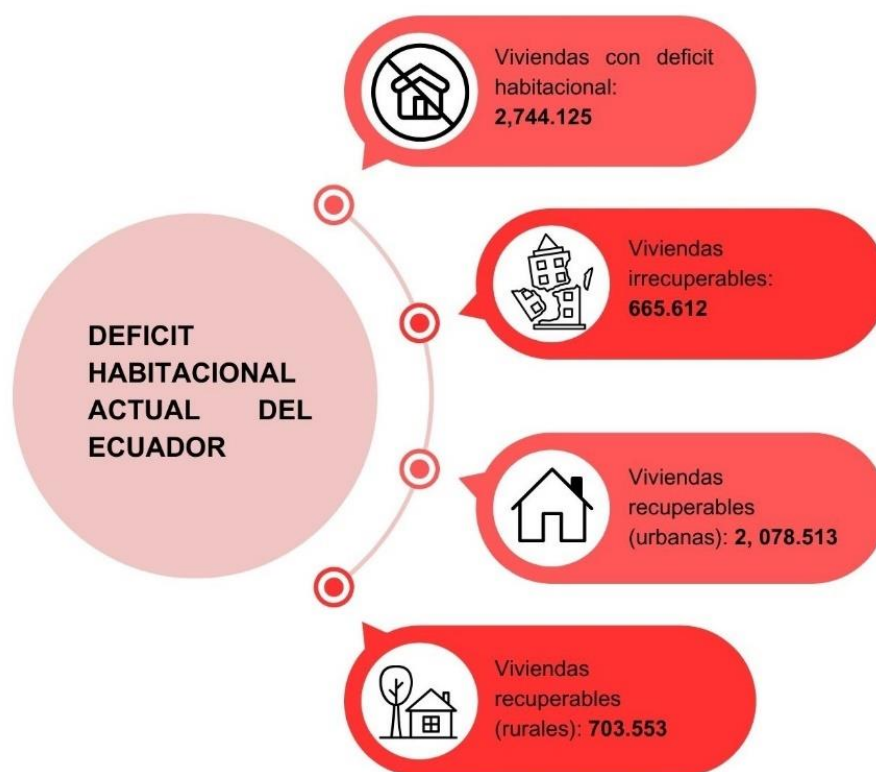 Viviendas con deficit
habitacional:
2,744.125
Viviendas
irrecuperables:
665.612
DEFICIT
HABITACIONAL
ACTUAL DEL
ECUADOR
Viviendas
recuperables
(urbanas): 2, 078.513
Viviendas
recuperables
(rurales): 703.553